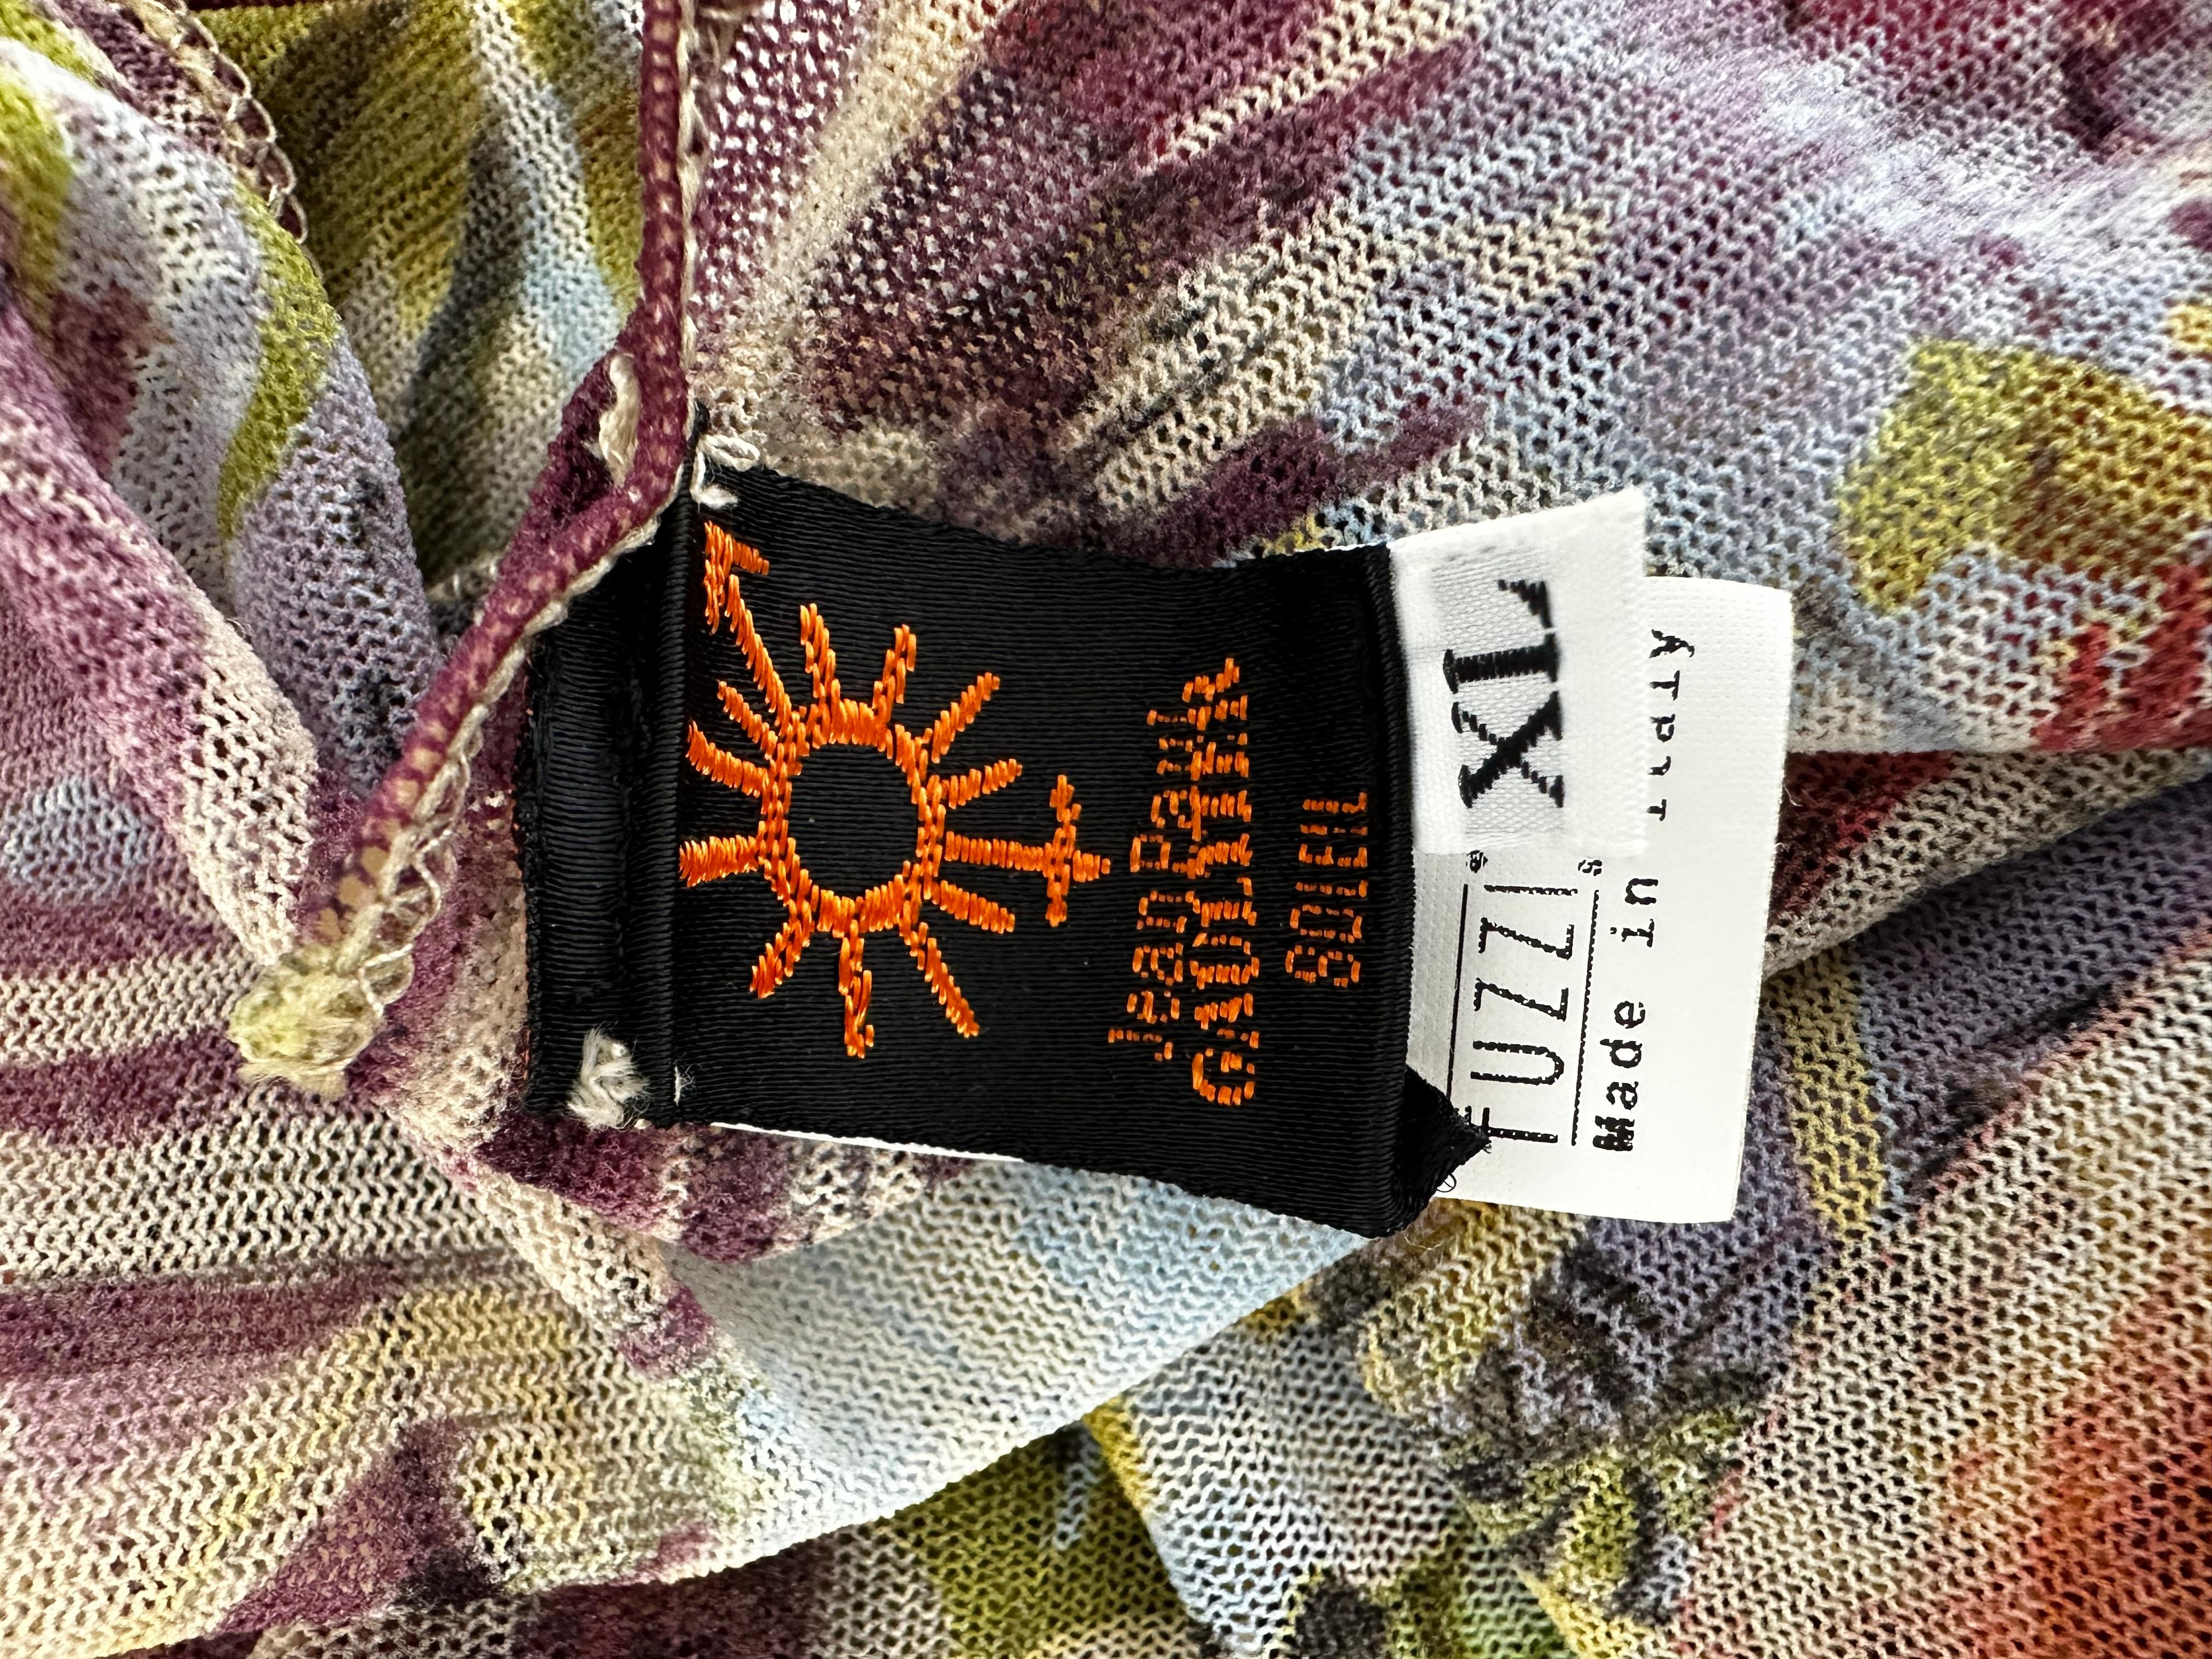 Jean Paul
GAULTIER
SOLEIL
XL
FUZZI
Made in Italy